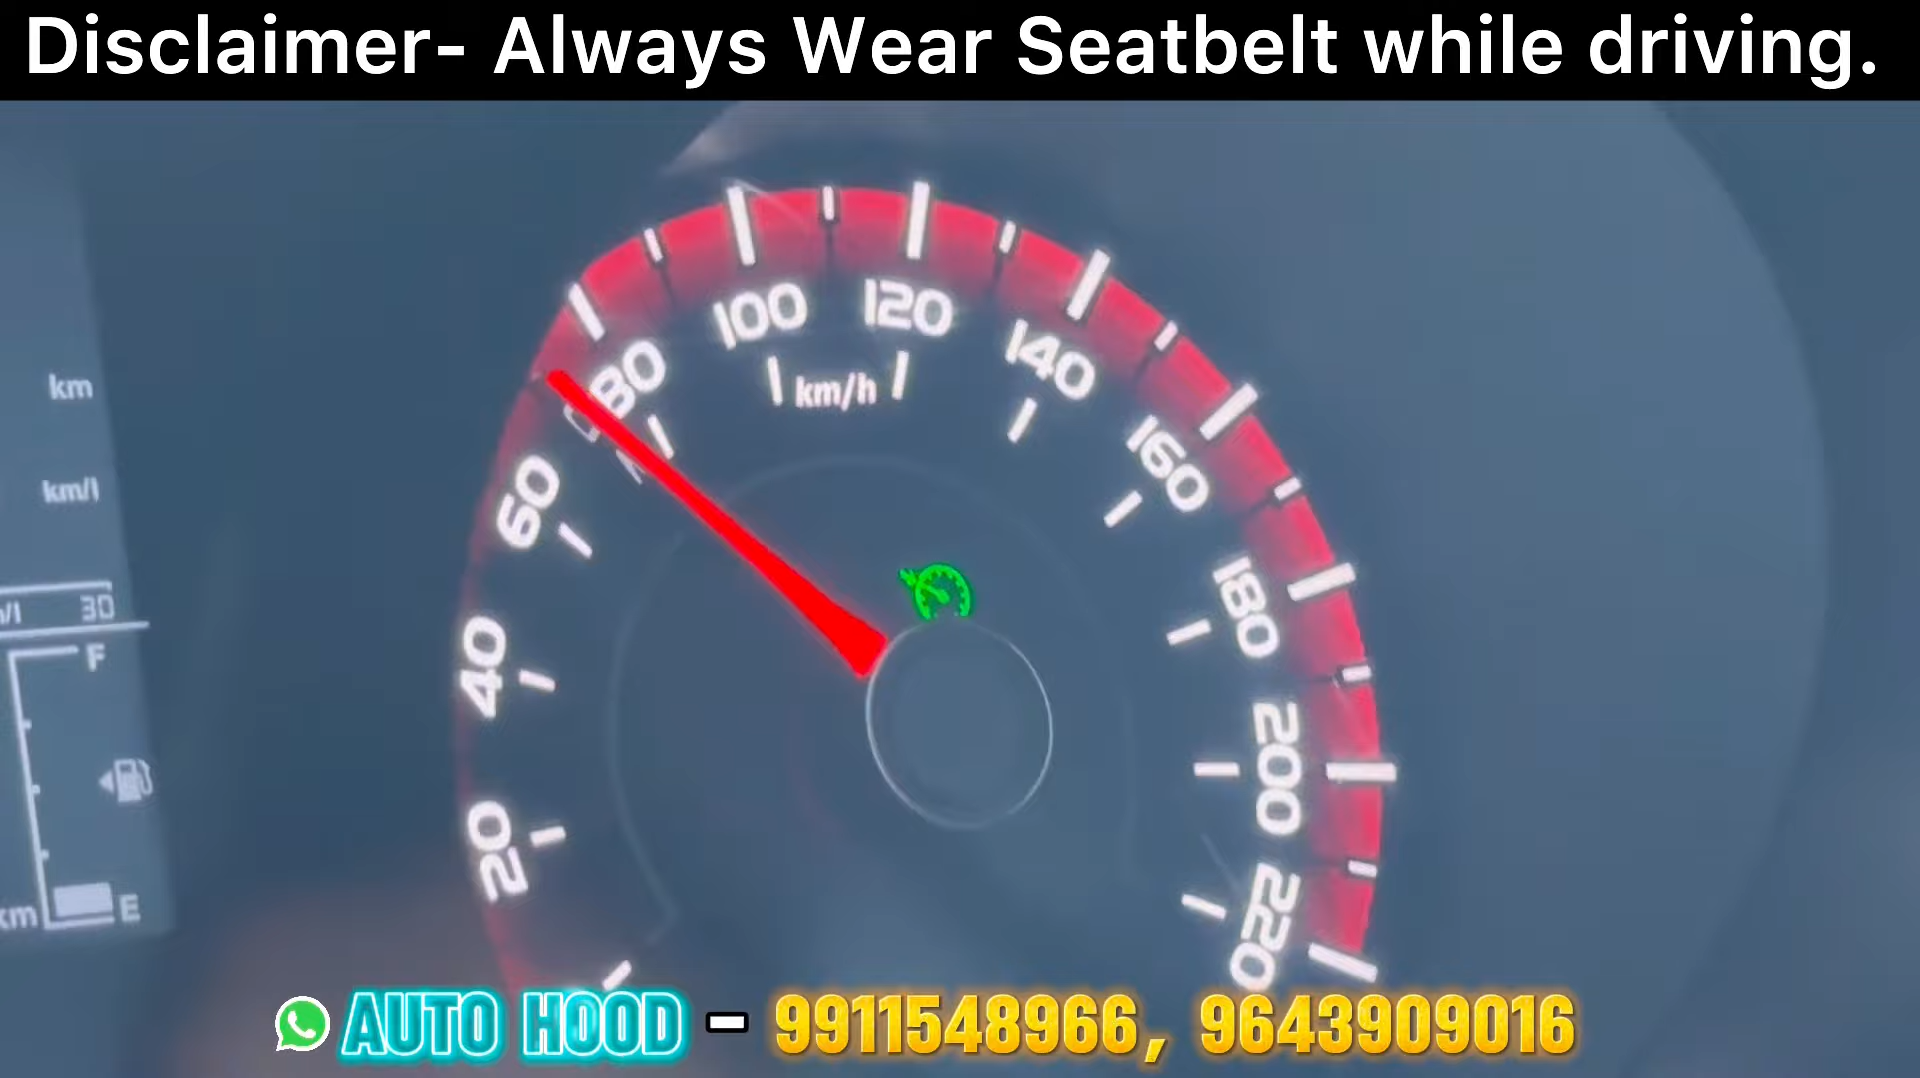 Disclaimer- Always Wear Seatbelt while driving.
100 120
80 140
km/h
km
60 160
km/l
180
30
40
F
200
20
220
km E
AUTO HOOD - 9911548966, 9643909016